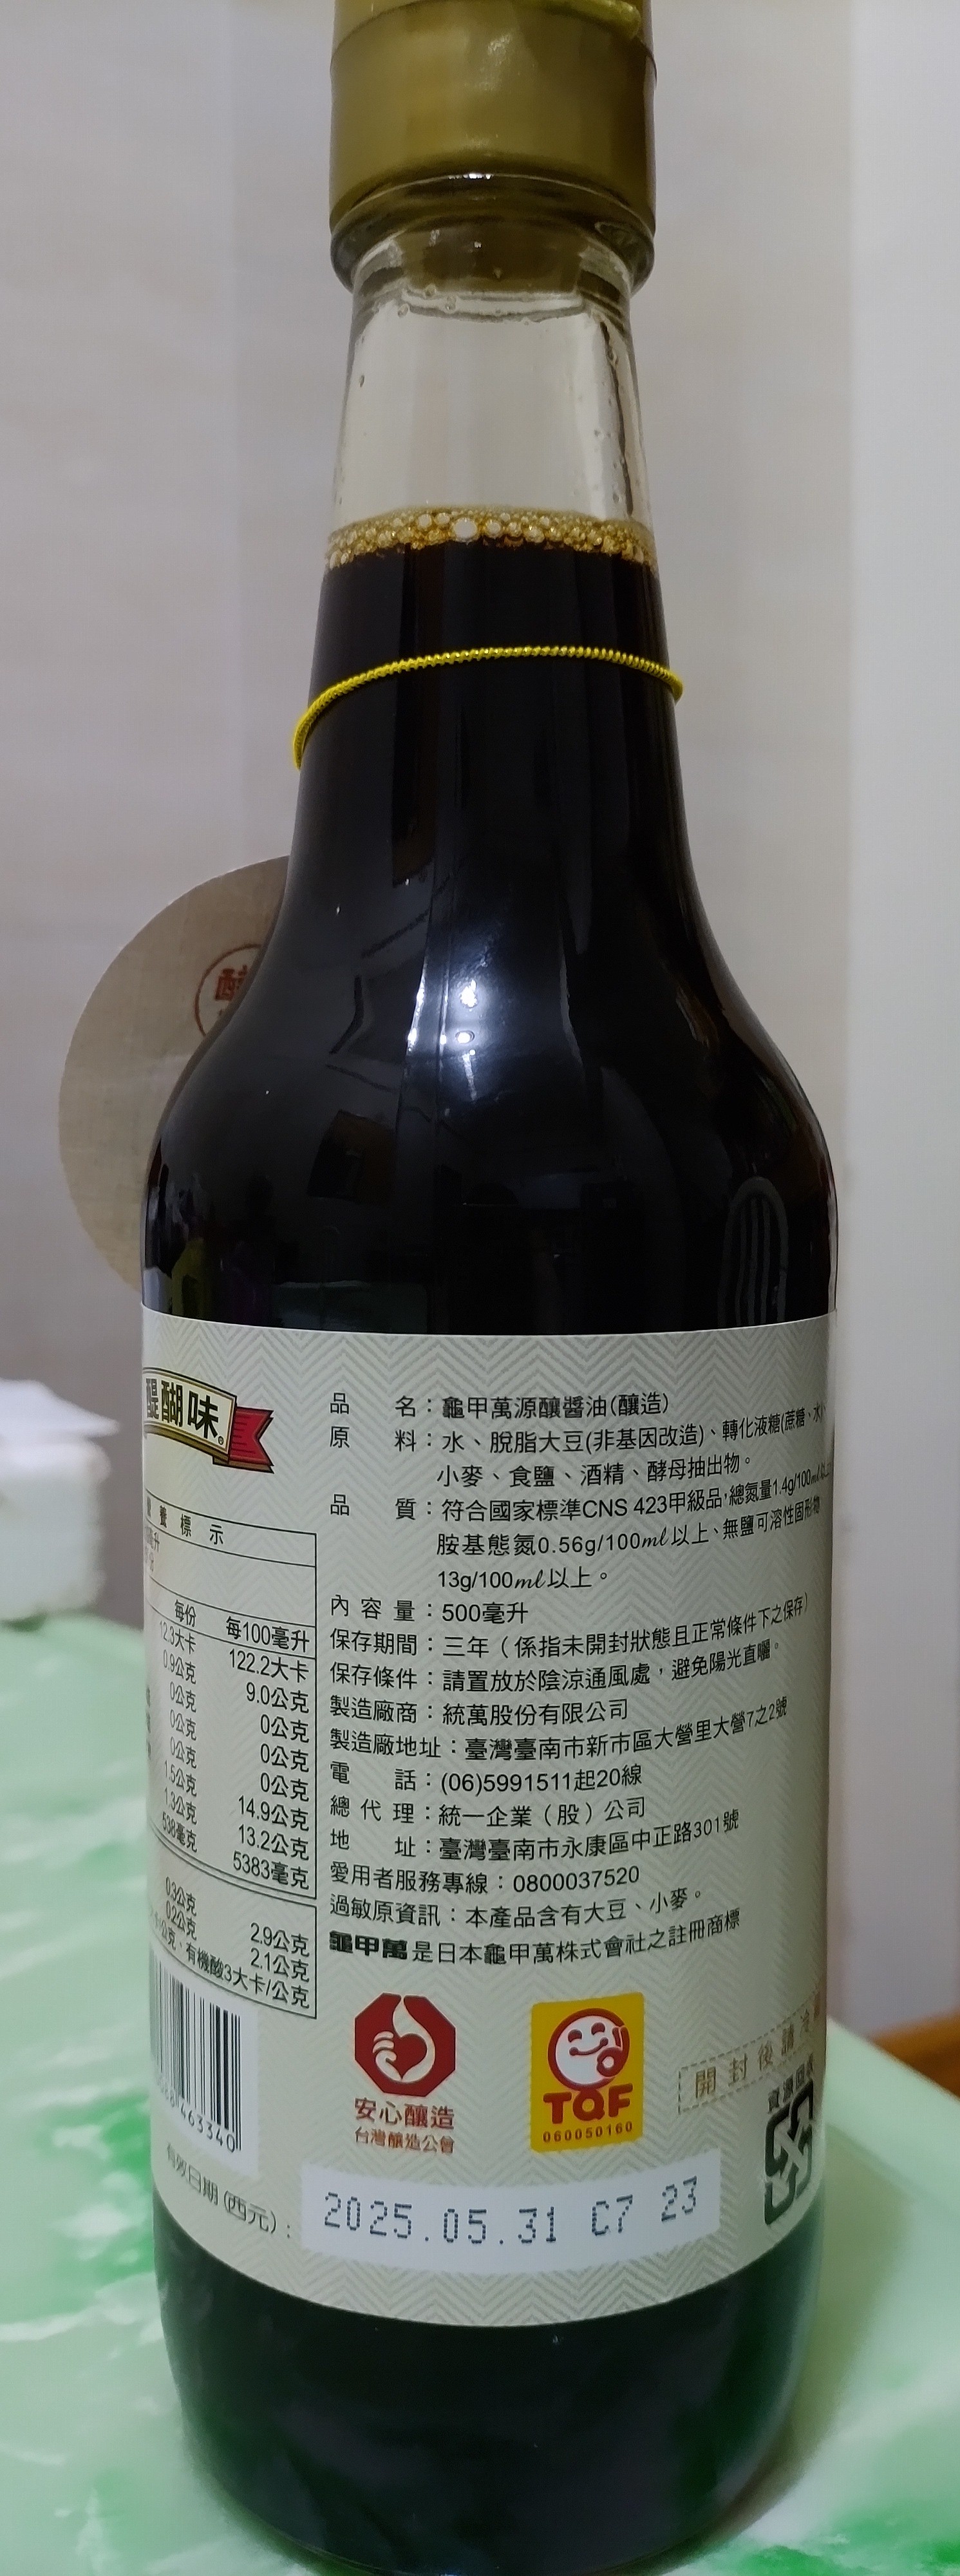 醍醐味
品名：龜甲萬源釀醬油(釀造)
原料：水、脫脂大豆(非基因改造)、轉化液糖(蔗糖、水)、
小麥、食鹽、酒精、酵母抽出物。
品質：符合國家標準CNS 423甲級品,總氮量1.4g/100ml
胺基態氮0.56g/100ml以上、無鹽可溶性固形物
13g/100ml以上。
內容量：500毫升
保存期間：三年（係指未開封狀態且正常條件下之保存）
保存條件：請置放於陰涼通風處，避免陽光直曬。
製造廠商：統萬股份有限公司
製造廠地址：臺灣臺南市新市區大營里大營7之2號
電話：(06)5991511起20線
總代理：統一企業（股）公司
地址：臺灣臺南市永康區中正路301號
愛用者服務專線：0800037520
過敏原資訊：本產品含有大豆、小麥。
龜甲萬是日本龜甲萬株式會社之註冊商標
養標示
每份 每100毫升
12.3大卡 122.2大卡
0.9公克 9.0公克
0公克 0公克
0公克 0公克
0公克 0公克
1.5公克 14.9公克
1.3公克 13.2公克
538毫克 5383毫克
0.3公克 2.9公克
0.2公克 2.1公克
公克、有機酸3大卡/公克
463340
安心釀造
台灣釀造公會
TQF
060050160
開封後請冷
資源回收
有效日期(西元)：
2025.05.31 C7 23